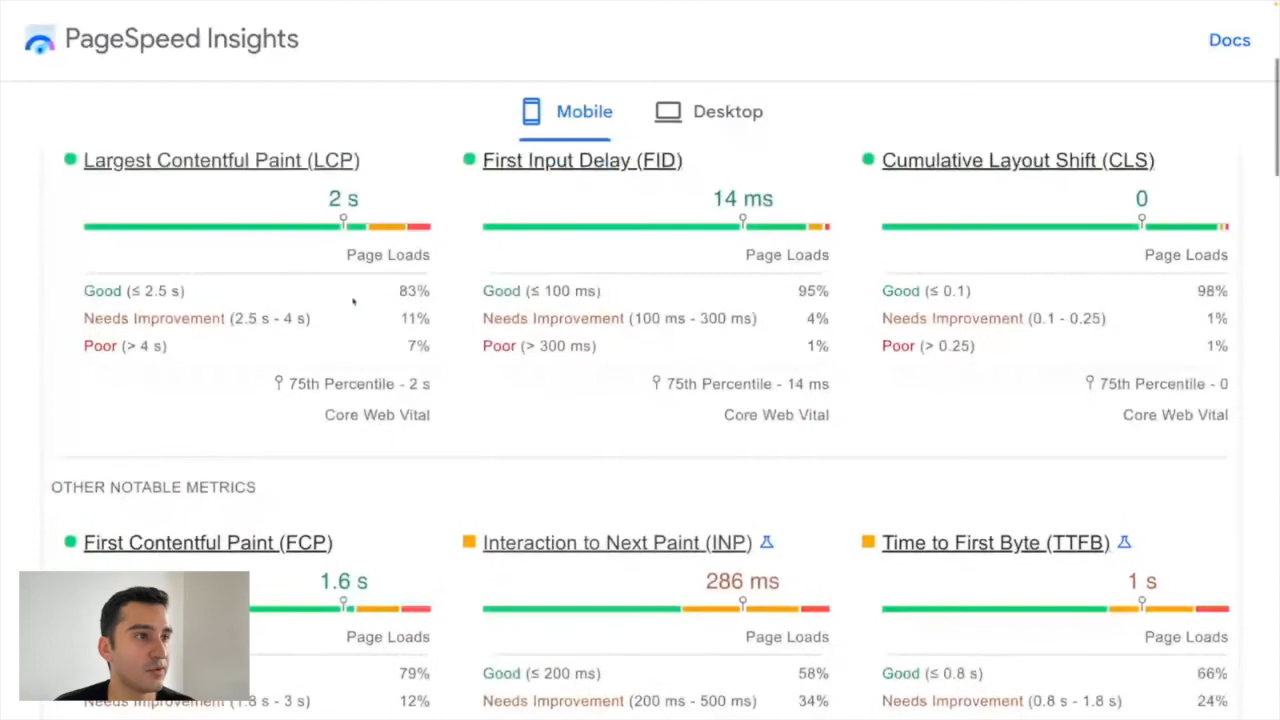 PageSpeed Insights
Docs
Mobile
Desktop
Largest Contentful Paint (LCP)
2 s
Page Loads
Good (≤ 2.5 s) 83%
Needs Improvement (2.5 s - 4 s) 11%
Poor (> 4 s) 7%
75th Percentile - 2 s
Core Web Vital
First Input Delay (FID)
14 ms
Page Loads
Good (≤ 100 ms) 95%
Needs Improvement (100 ms - 300 ms) 4%
Poor (> 300 ms) 1%
75th Percentile - 14 ms
Core Web Vital
Cumulative Layout Shift (CLS)
0
Page Loads
Good (≤ 0.1) 98%
Needs Improvement (0.1 - 0.25) 1%
Poor (> 0.25) 1%
75th Percentile - 0
Core Web Vital
OTHER NOTABLE METRICS
First Contentful Paint (FCP)
1.6 s
Page Loads
79%
Needs Improvement (1.8 s - 3 s) 12%
Interaction to Next Paint (INP)
286 ms
Page Loads
Good (≤ 200 ms) 58%
Needs Improvement (200 ms - 500 ms) 34%
Time to First Byte (TTFB)
1 s
Page Loads
Good (≤ 0.8 s) 66%
Needs Improvement (0.8 s - 1.8 s) 24%